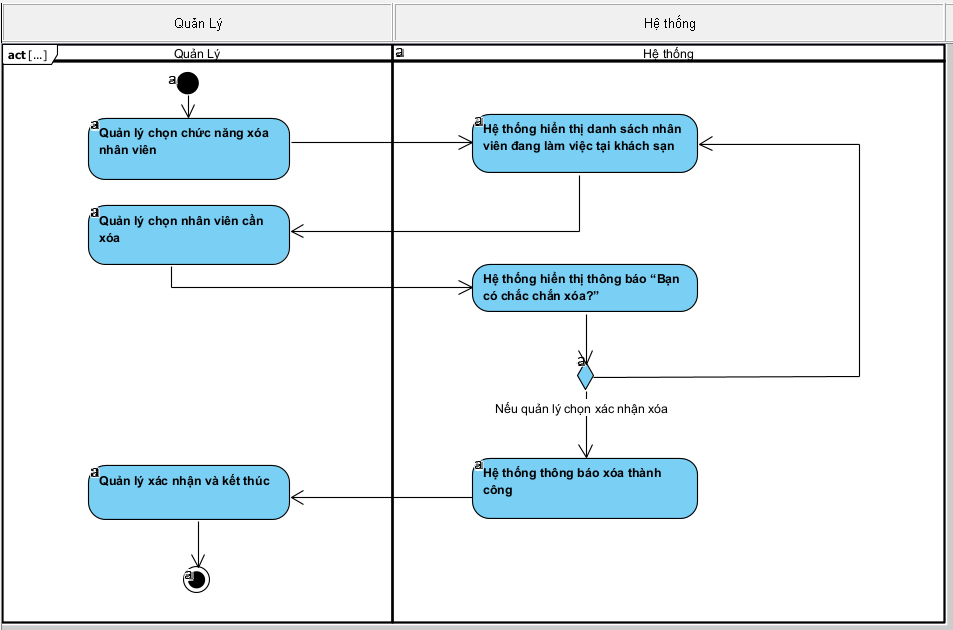 Quản Lý
Hệ thống
act [...]
Quản Lý
a
Hệ thống
a
a
Quản lý chọn chức năng xóa
nhân viên
a
Hệ thống hiển thị danh sách nhân
viên đang làm việc tại khách sạn
a
Quản lý chọn nhân viên cần
xóa
Hệ thống hiển thị thông báo “Bạn
có chắc chắn xóa?”
a
Nếu quản lý chọn xác nhận xóa
a
Hệ thống thông báo xóa thành
công
a
Quản lý xác nhận và kết thúc
a